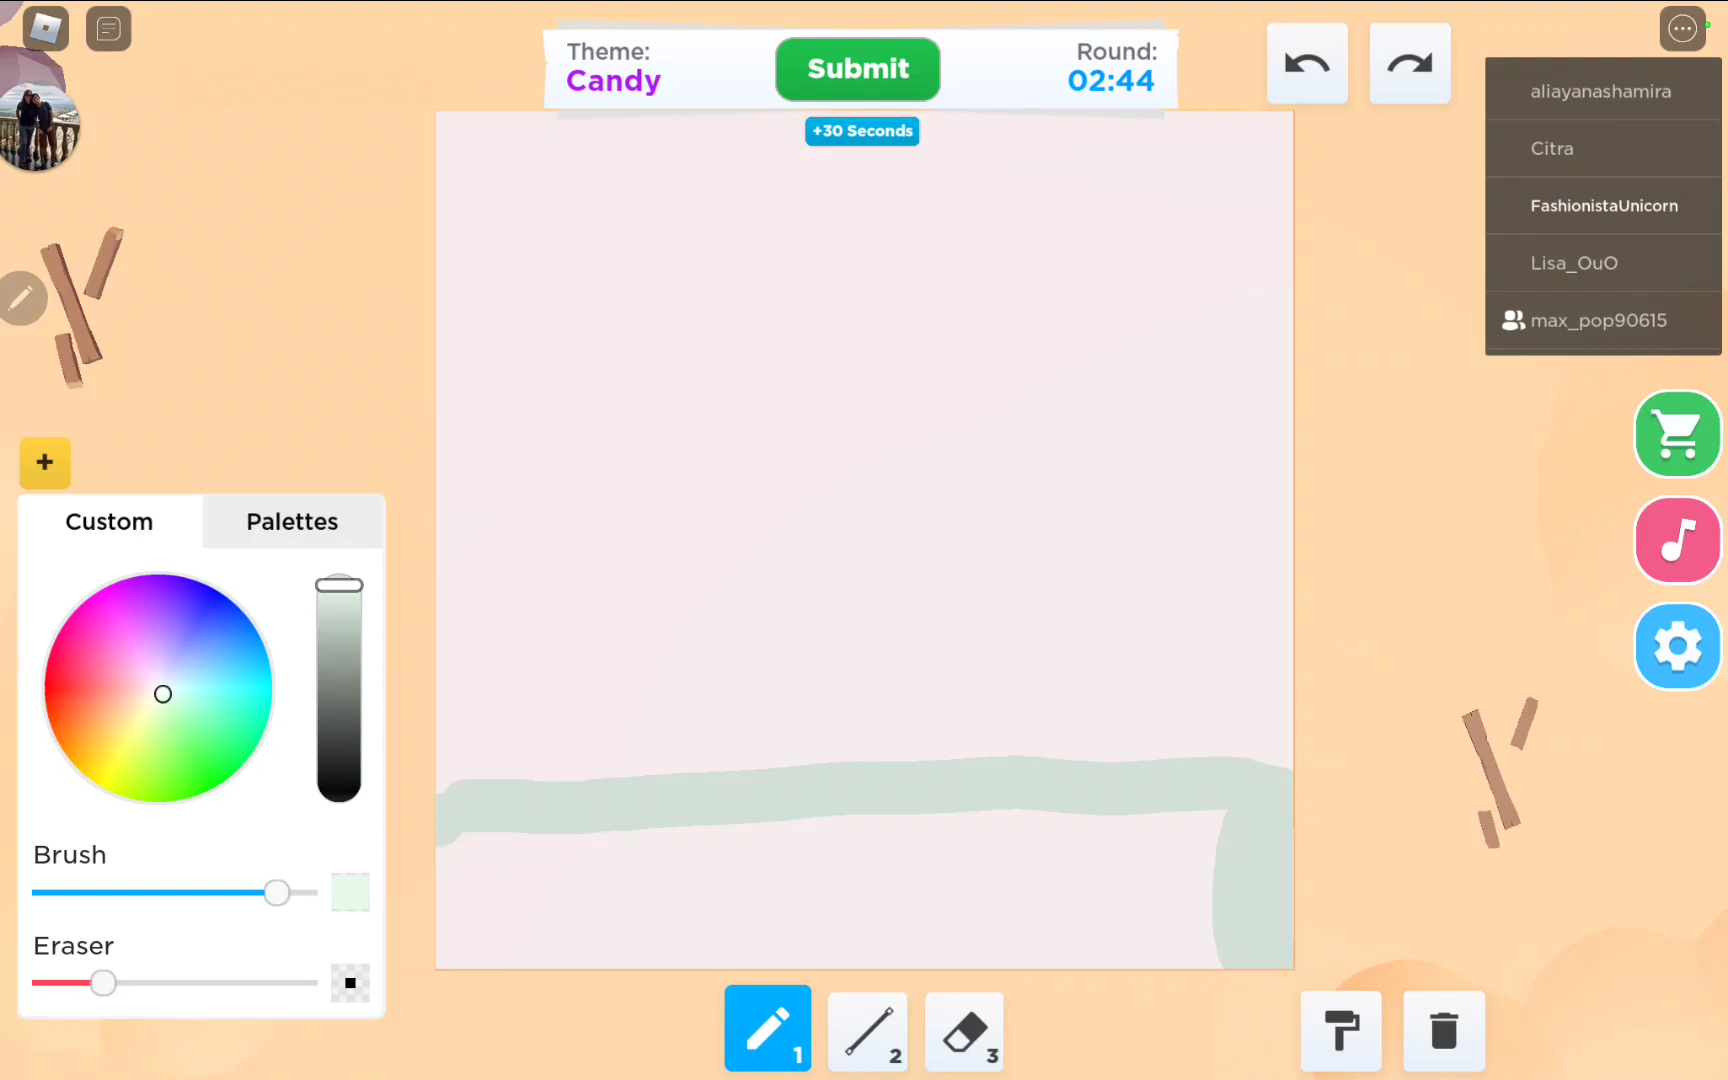 Theme:
Candy
Submit
Round:
02:44
+30 Seconds
aliayanashamira
Citra
FashionistaUnicorn
Lisa_OuO
max_pop90615
+
Custom
Palettes
Brush
Eraser
1
2
3